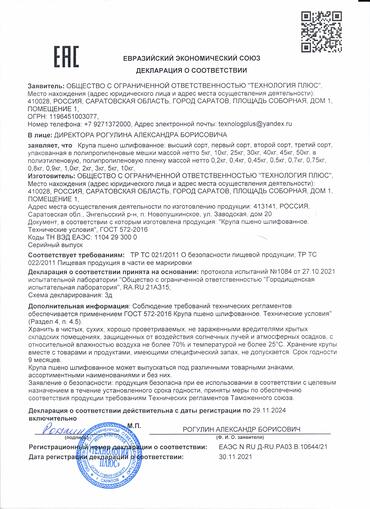 ЕАС
ЕВРАЗИЙСКИЙ ЭКОНОМИЧЕСКИЙ СОЮЗ
ДЕКЛАРАЦИЯ О СООТВЕТСТВИИ
Заявитель: ОБЩЕСТВО С ОГРАНИЧЕННОЙ ОТВЕТСТВЕННОСТЬЮ "ТЕХНОЛОГИЯ ПЛЮС".
Место нахождения (адрес юридического лица и адрес места осуществления деятельности):
410028, РОССИЯ, САРАТОВСКАЯ ОБЛАСТЬ, ГОРОД САРАТОВ, ПЛОЩАДЬ СОБОРНАЯ, ДОМ 1,
ПОМЕЩЕНИЕ 1,
ОГРН: 1196451003077,
Номер телефона: +7 9271372000, Адрес электронной почты: texnologplus@yandex.ru
В лице: ДИРЕКТОРА РОГУЛИНА АЛЕКСАНДРА БОРИСОВИЧА
заявляет, что Крупа пшено шлифованное: высший сорт, первый сорт, второй сорт, третий сорт,
упакованная в полипропиленовые мешки массой нетто 5кг, 10кг, 25кг, 30кг, 40кг, 45кг, 50кг, в
полиэтиленовую, полипропиленовую пленку массой нетто 0,2кг, 0,4кг, 0,45кг, 0,5кг, 0,7кг, 0,75кг,
0,8кг, 0,9кг, 1,0кг, 2кг, 3кг, 5кг, 10кг.
Изготовитель: ОБЩЕСТВО С ОГРАНИЧЕННОЙ ОТВЕТСТВЕННОСТЬЮ "ТЕХНОЛОГИЯ ПЛЮС".
Место нахождения (адрес юридического лица и адрес места осуществления деятельности):
410028, РОССИЯ, САРАТОВСКАЯ ОБЛАСТЬ, ГОРОД САРАТОВ, ПЛОЩАДЬ СОБОРНАЯ, ДОМ 1,
ПОМЕЩЕНИЕ 1,
Адрес места осуществления деятельности по изготовлению продукции: 413141, РОССИЯ,
Саратовская обл., Энгельсский р-н, п. Новопушкинское, ул. Заводская, дом 20
Документ, в соответствии с которым изготовлена продукция: "Крупа пшено шлифованное.
Технические условия", ГОСТ 572-2016
Коды ТН ВЭД ЕАЭС: 1104 29 300 0
Серийный выпуск
Соответствует требованиям: ТР ТС 021/2011 О безопасности пищевой продукции; ТР ТС
022/2011 Пищевая продукция в части ее маркировки
Декларация о соответствии принята на основании: протокола испытаний №1084 от 27.10.2021
испытательной лаборатории "Общество с ограниченной ответственностью "Городищенская
испытательная лаборатория", RA.RU.21АЗ15,
Схема декларирования: 3д
Дополнительная информация: Соблюдение требований технических регламентов
обеспечивается применением ГОСТ 572-2016 Крупа пшено шлифованное. Технические условия"
(Раздел 4, п. 4.5).
Хранить в чистых, сухих, хорошо проветриваемых, не зараженными вредителями крытых
складских помещениях, защищенных от воздействия солнечных лучей и атмосферных осадков, с
относительной влажностью воздуха не более 70% и температурой не более 25°С. Хранение крупы
вместе с товарами и продуктами, имеющими специфический запах, не допускается. Срок годности
9 месяцев.
Крупа пшено шлифованное может выпускаться под различными товарными знаками,
ассортиментными наименованиями и без них.
Заявление о безопасности: продукция безопасна при ее использовании в соответствии с целевым
назначением в течение установленного срока годности, приняты меры по обеспечению
соответствия продукции требованиям Технических регламентов Таможенного союза.
Декларация о соответствии действительна с даты регистрации по 29.11.2024
включительно
М.П.
РОГУЛИН АЛЕКСАНДР БОРИСОВИЧ
(подпись)
(Ф. И. О. заявителя)
"ТЕХНОЛОГИЯ ПЛЮС"
Регистрационный номер декларации о соответствии: ЕАЭС N RU Д-RU.РА03.В.10644/21
Дата регистрации декларации о соответствии: 30.11.2021